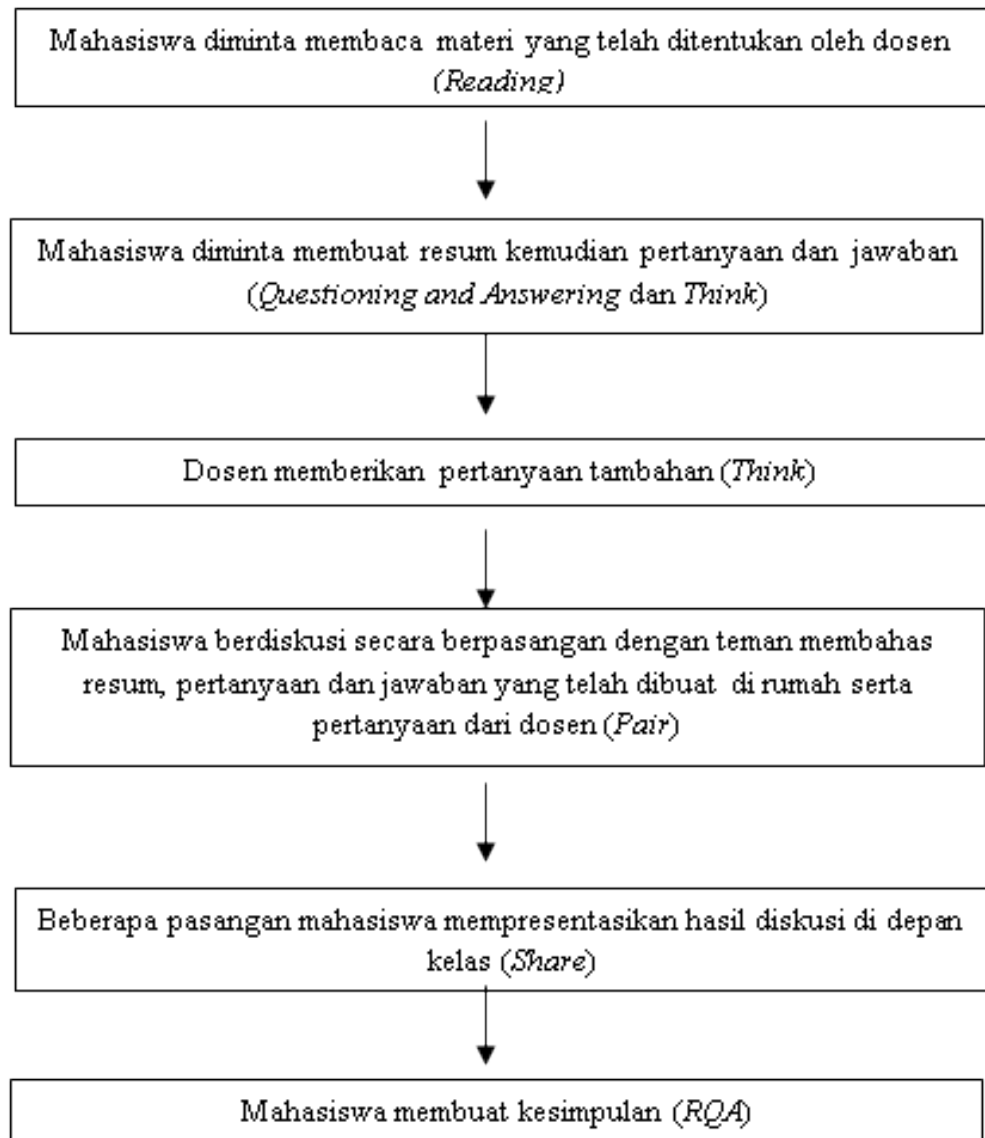 Mahasiswa diminta membaca materi yang telah ditentukan oleh dosen
(Reading)
Mahasiswa diminta membuat resum kemudian pertanyaan dan jawaban
(Questioning and Answering dan Think)
Dosen memberikan pertanyaan tambahan (Think)
Mahasiswa berdiskusi secara berpasangan dengan teman membahas
resum, pertanyaan dan jawaban yang telah dibuat di rumah serta
pertanyaan dari dosen (Pair)
Beberapa pasangan mahasiswa mempresentasikan hasil diskusi di depan
kelas (Share)
Mahasiswa membuat kesimpulan (RQA)